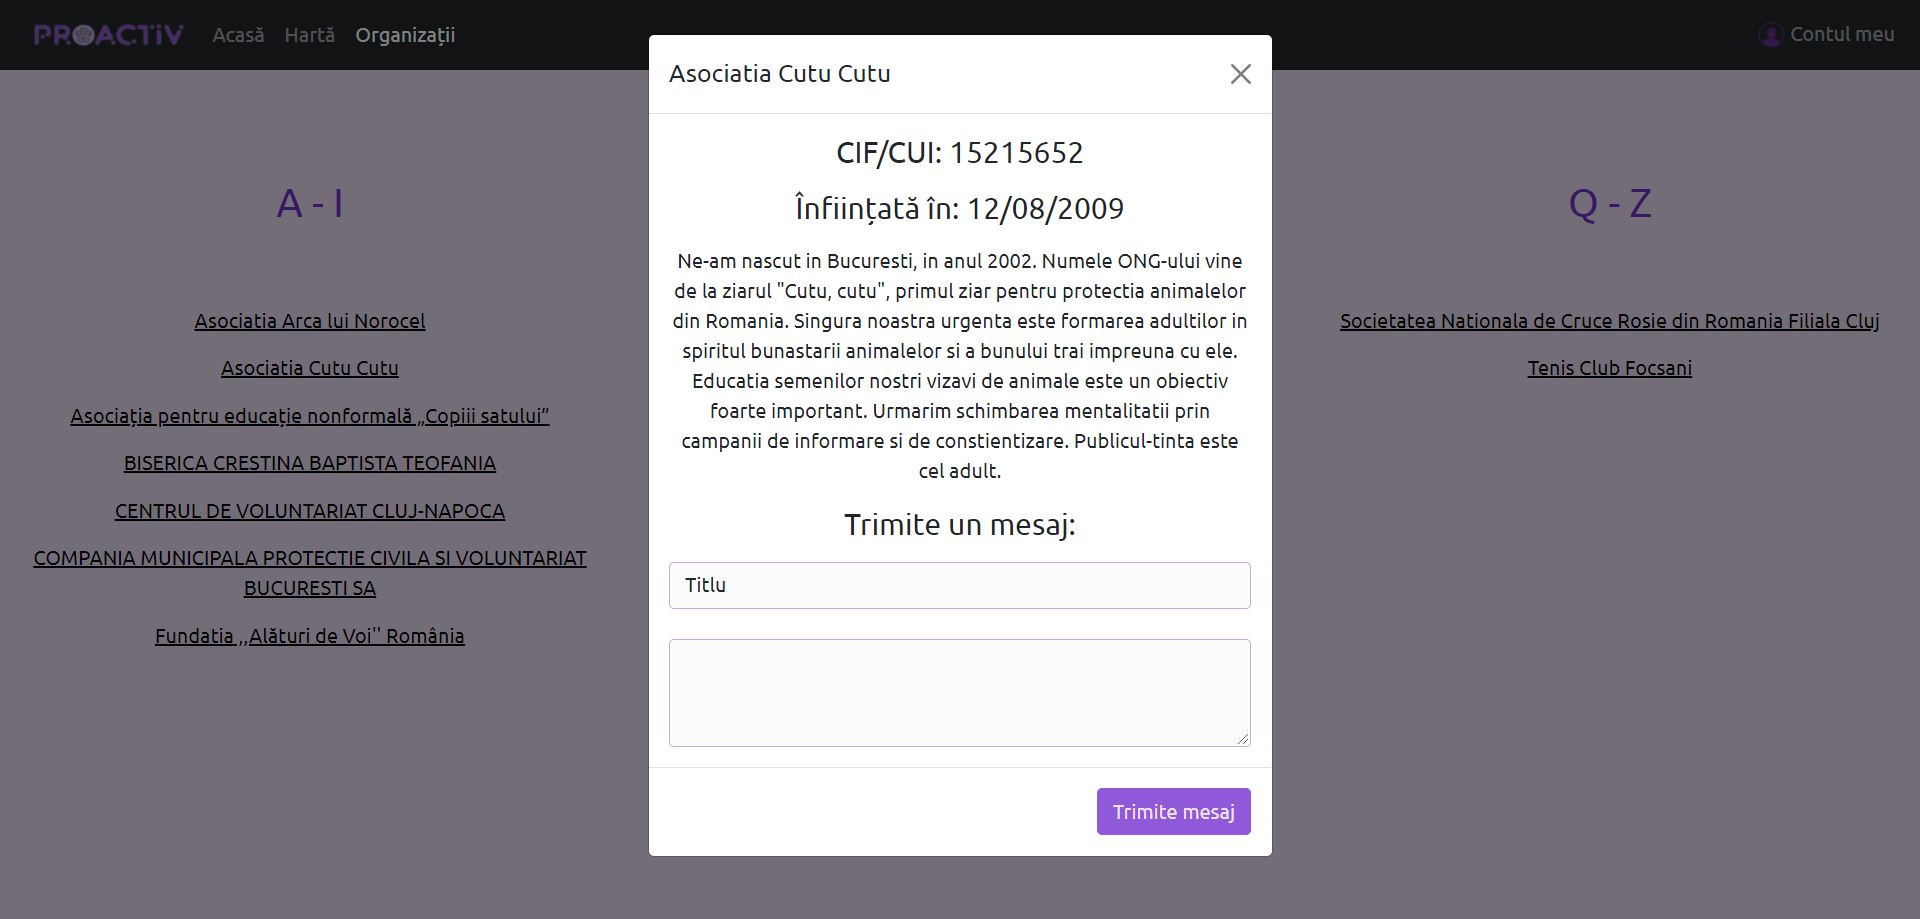 PROACTIV Acasă Hartă Organizații Contul meu
Asociatia Cutu Cutu
CIF/CUI: 15215652
Înființată în: 12/08/2009
Ne-am nascut in Bucuresti, in anul 2002. Numele ONG-ului vine
de la ziarul "Cutu, cutu", primul ziar pentru protectia animalelor
din Romania. Singura noastra urgenta este formarea adultilor in
spiritul bunastarii animalelor si a bunului trai impreuna cu ele.
Educatia semenilor nostri vizavi de animale este un obiectiv
foarte important. Urmarim schimbarea mentalitatii prin
campanii de informare si de constientizare. Publicul-tinta este
cel adult.
Trimite un mesaj:
Titlu
Trimite mesaj
A - I
Asociatia Arca lui Norocel
Asociatia Cutu Cutu
Asociația pentru educație nonformală „Copiii satului”
BISERICA CRESTINA BAPTISTA TEOFANIA
CENTRUL DE VOLUNTARIAT CLUJ-NAPOCA
COMPANIA MUNICIPALA PROTECTIE CIVILA SI VOLUNTARIAT
BUCURESTI SA
Fundatia ,,Alături de Voi'' România
Q - Z
Societatea Nationala de Cruce Rosie din Romania Filiala Cluj
Tenis Club Focsani